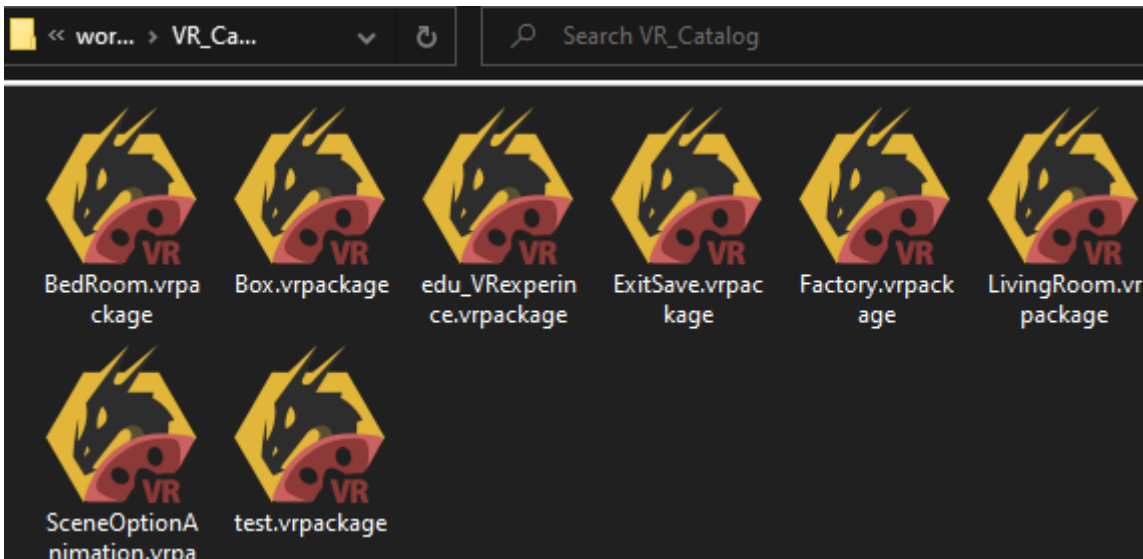 « wor... › VR_Ca...
Search VR_Catalog
VR VR VR VR VR VR
BedRoom.vrpa Box.vrpackage edu_VRexperin ExitSave.vrpac Factory.vrpack LivingRoom.vr
ckage ce.vrpackage kage age package
VR VR
SceneOptionA test.vrpackage
nimation.vrpa